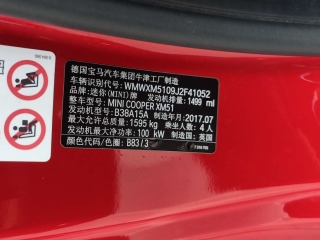 德国宝马汽车集团牛津工厂制造
车辆识别代号: WMWXM5109J2F41052
迷你(MINI)牌 发动机排量: 1499 ml
整车型号: MINI COOPER XM51
发动机型号: B38A15A 制造年月: 2017.07
最大允许总质量: 1595 kg 乘坐人数: 4 人
发动机最大净功率: 100 kW 制造国: 英国
颜色代码/色圈: B83 / 3